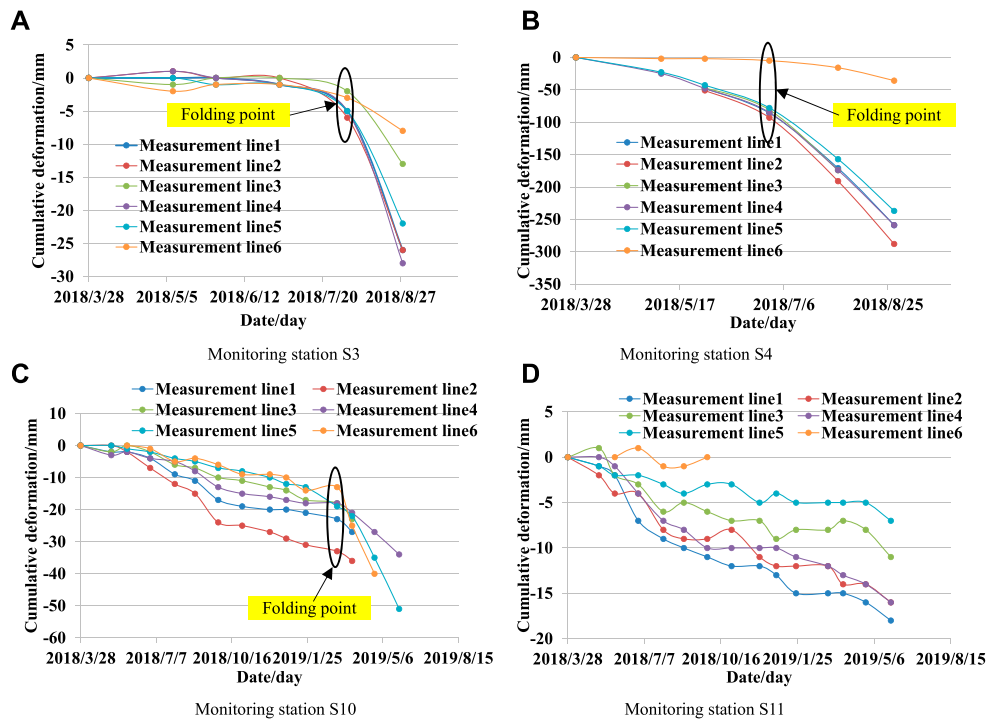 A
Cumulative deformation/mm
5
0
-5
-10
-15
-20
-25
-30
Folding point
Measurement line1
Measurement line2
Measurement line3
Measurement line4
Measurement line5
Measurement line6
2018/3/28 2018/5/5 2018/6/12 2018/7/20 2018/8/27
Date/day
Monitoring station S3
B
Cumulative deformation/mm
0
-50
-100
-150
-200
-250
-300
-350
Folding point
Measurement line1
Measurement line2
Measurement line3
Measurement line4
Measurement line5
Measurement line6
2018/3/28 2018/5/17 2018/7/6 2018/8/25
Date/day
Monitoring station S4
C
Measurement line1 Measurement line2
Measurement line3 Measurement line4
Measurement line5 Measurement line6
Cumulative deformation/mm
10
0
-10
-20
-30
-40
-50
-60
Folding point
2018/3/28 2018/7/7 2018/10/16 2019/1/25 2019/5/6 2019/8/15
Date/day
Monitoring station S10
D
Measurement line1 Measurement line2
Measurement line3 Measurement line4
Measurement line5 Measurement line6
Cumulative deformation/mm
5
0
-5
-10
-15
-20
2018/3/28 2018/7/7 2018/10/16 2019/1/25 2019/5/6 2019/8/15
Date/day
Monitoring station S11